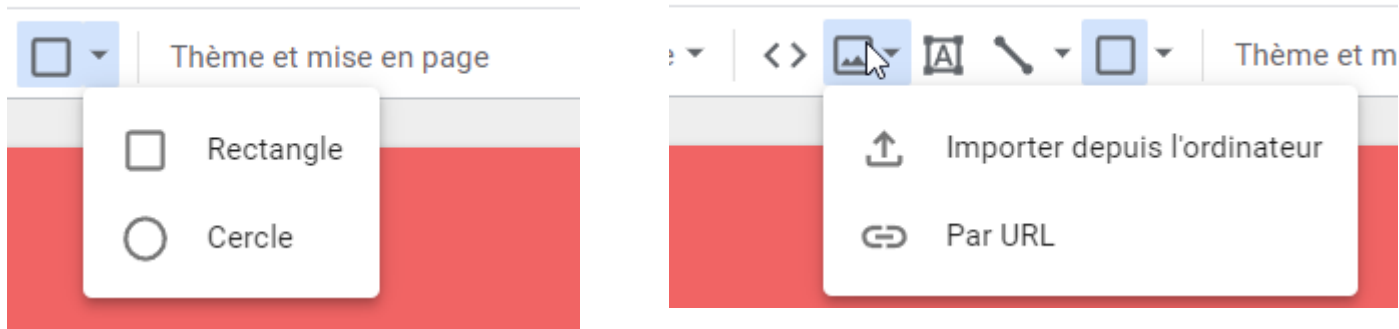 Thème et mise en page
Rectangle
Cercle
Thème et m
Importer depuis l'ordinateur
Par URL